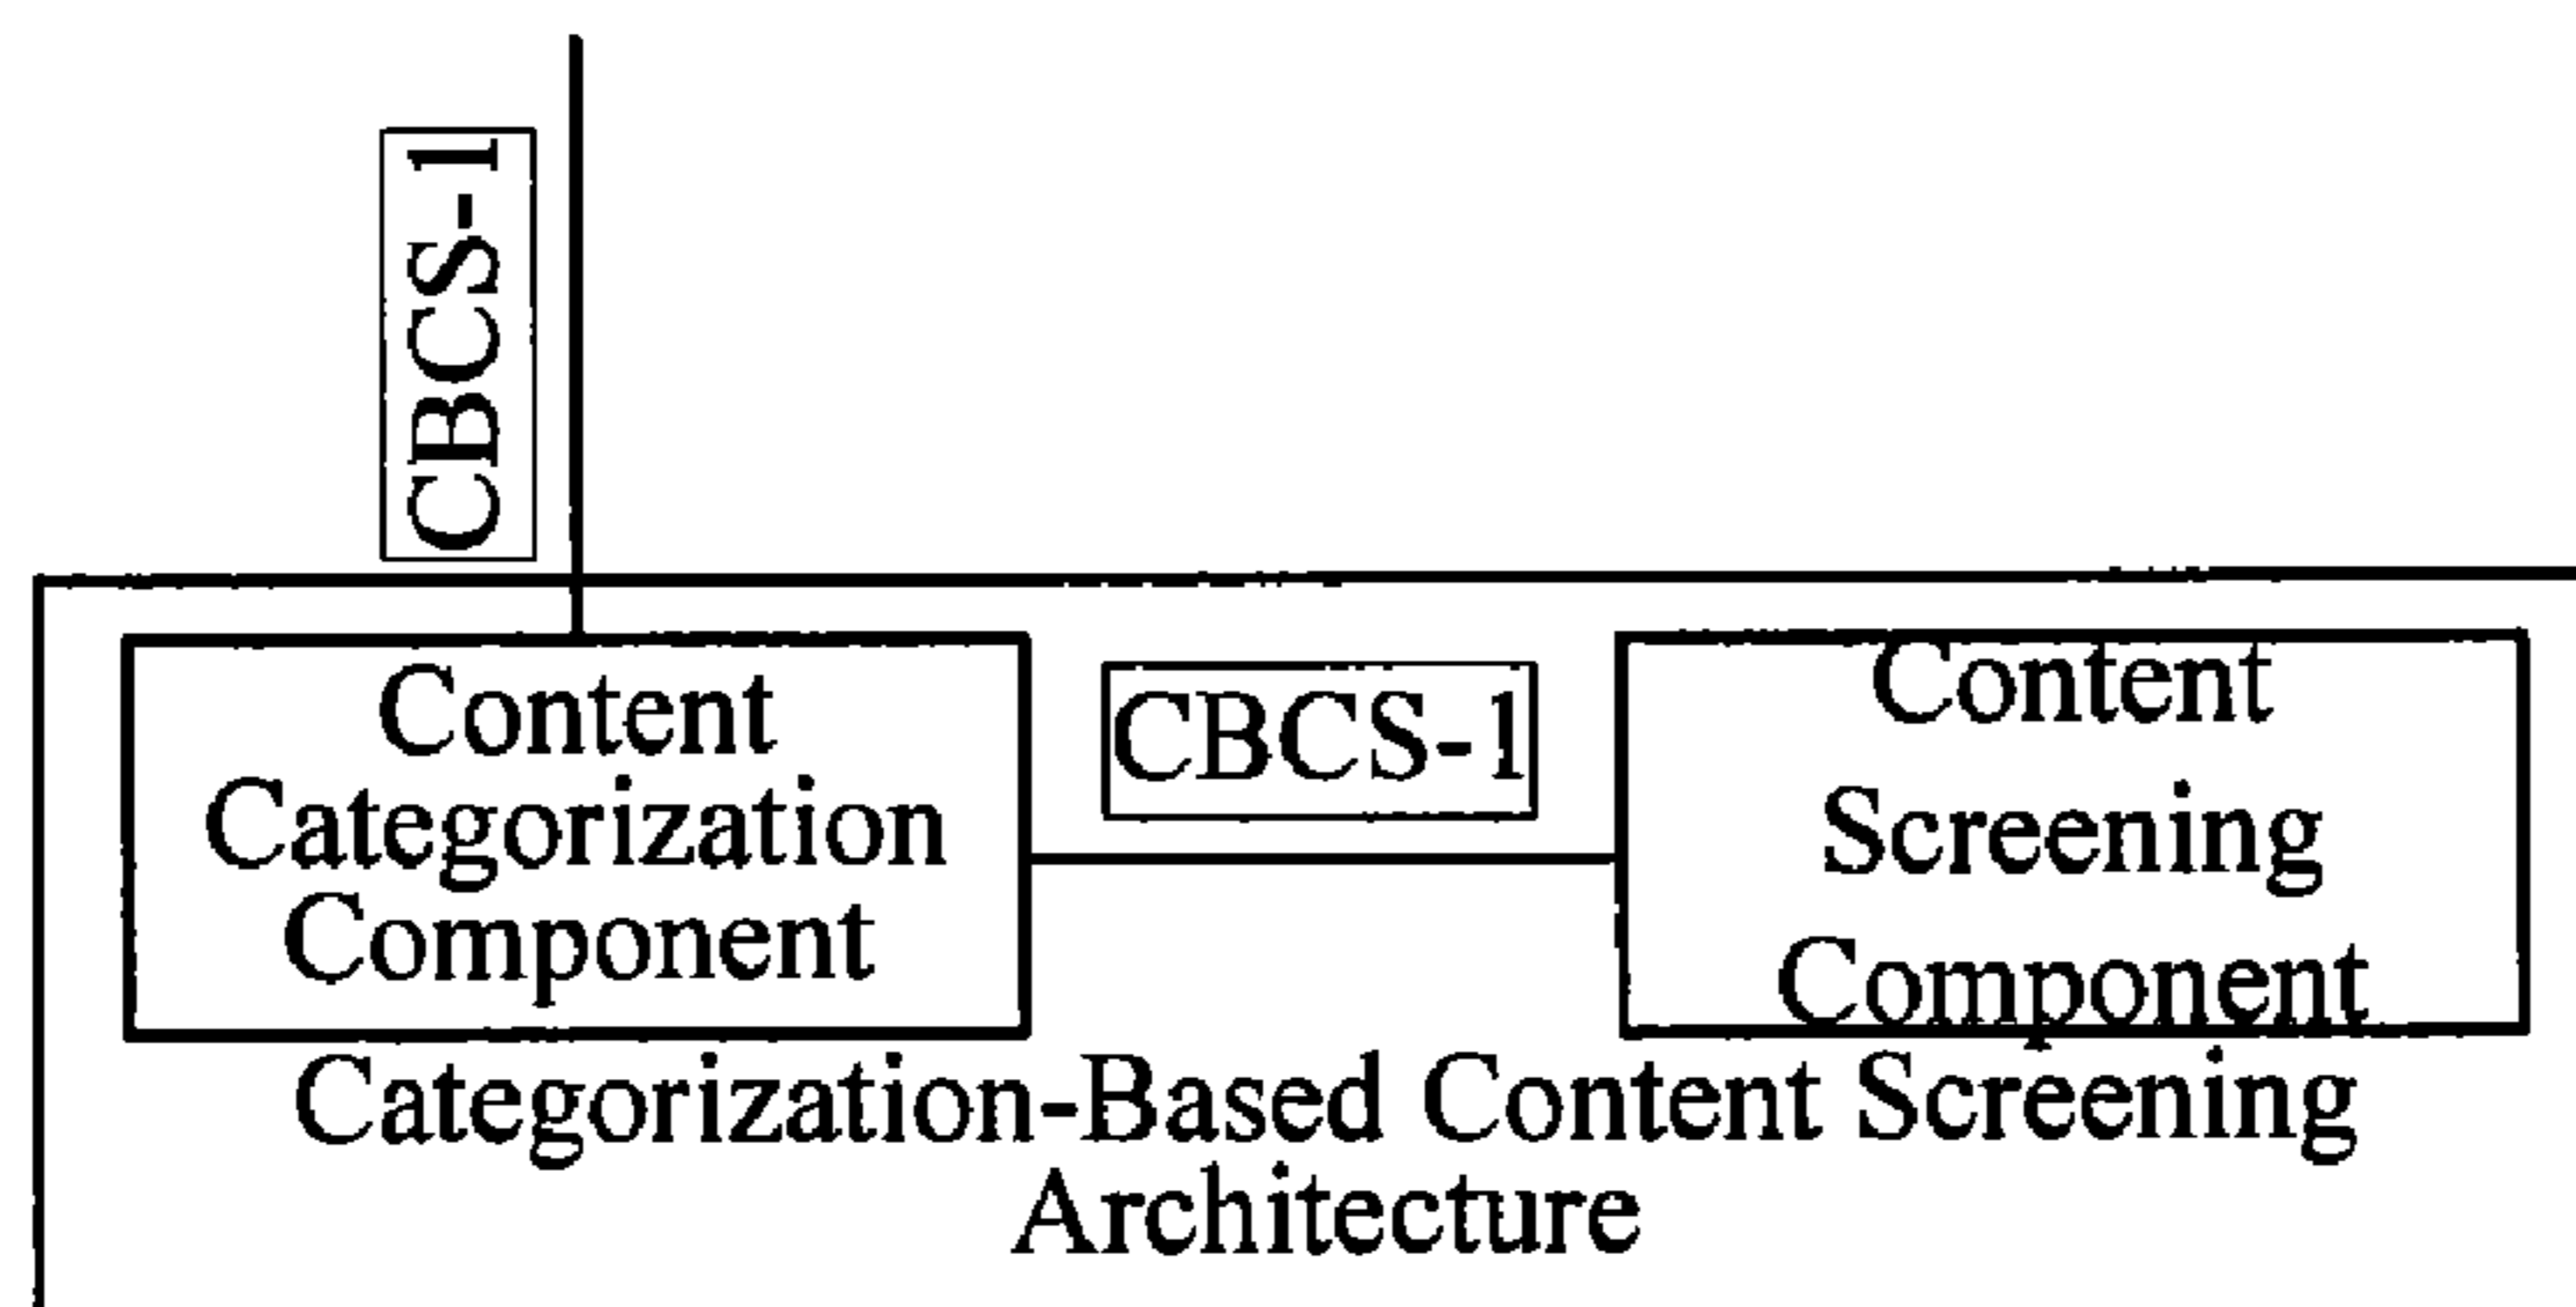 CBCS-1
Content
Categorization
Component
CBCS-1
Content
Screening
Component
Categorization-Based Content Screening
Architecture